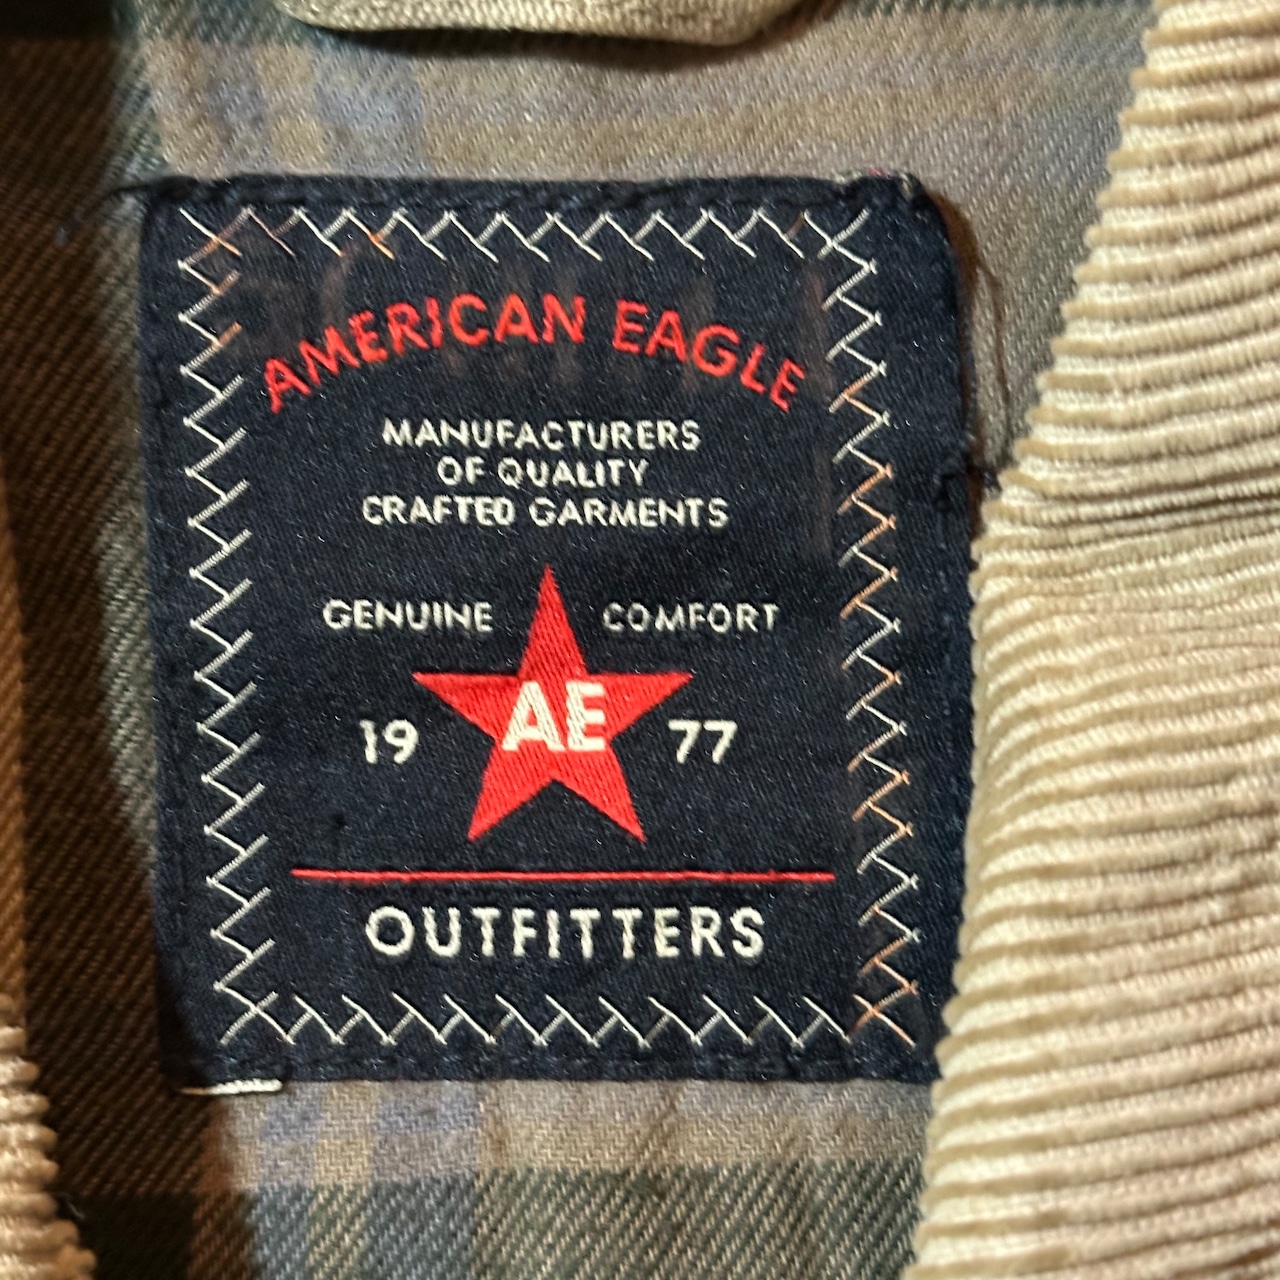 AMERICAN EAGLE
MANUFACTURERS
OF QUALITY
CRAFTED GARMENTS
GENUINE COMFORT
19 AE 77
OUTFITTERS